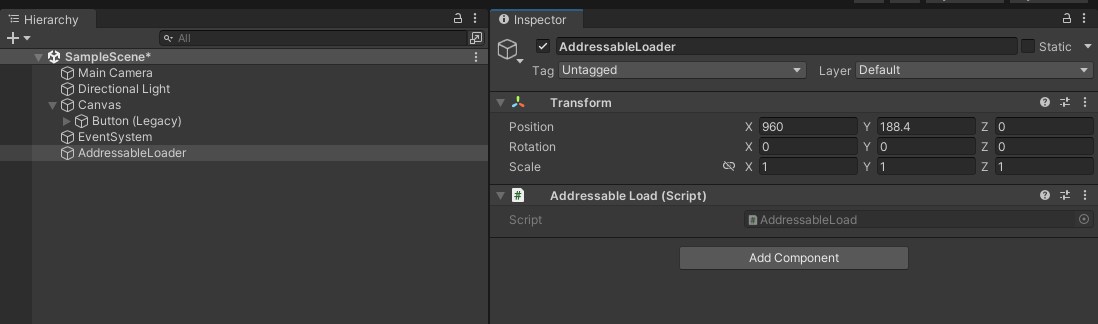 Hierarchy
All
SampleScene*
Main Camera
Directional Light
Canvas
Button (Legacy)
EventSystem
AddressableLoader
Inspector
AddressableLoader
Static
Tag Untagged Layer Default
Transform
Position X 960 Y 188.4 Z 0
Rotation X 0 Y 0 Z 0
Scale X 1 Y 1 Z 1
# Addressable Load (Script)
Script # AddressableLoad
Add Component